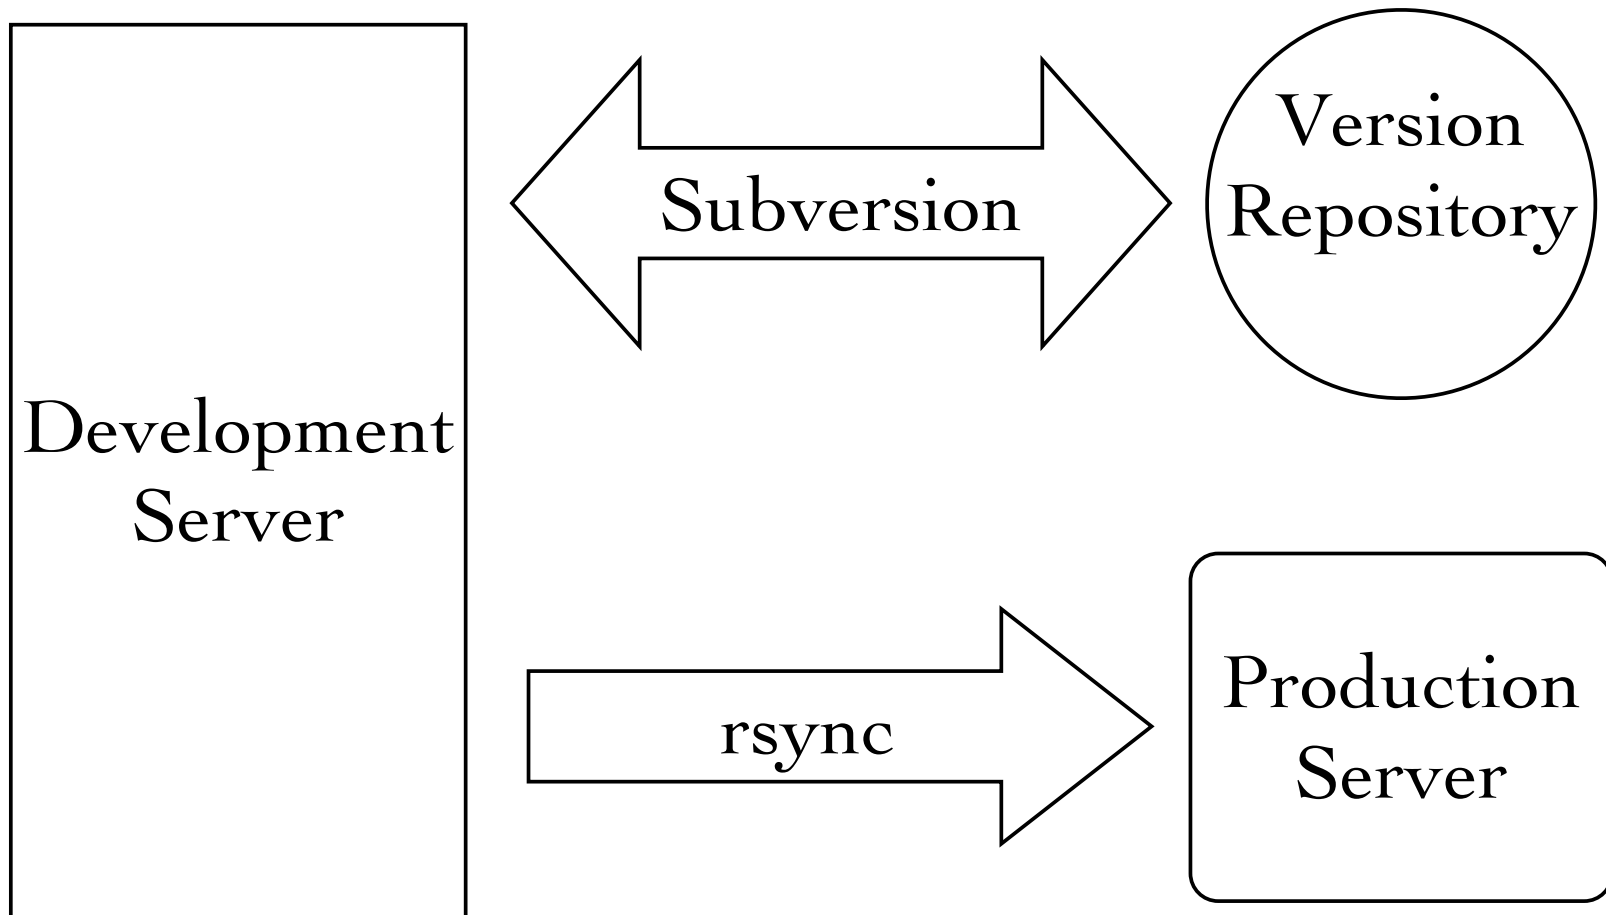 Version
Repository
Subversion
Development
Server
rsync
Production
Server